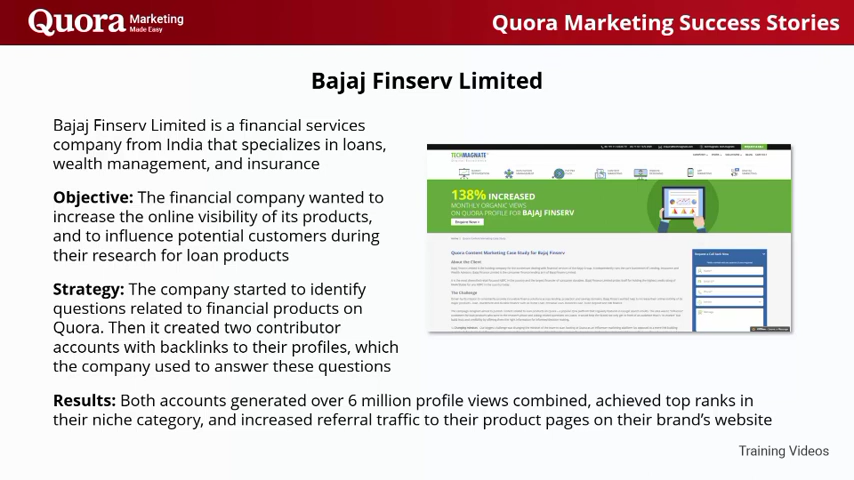 Quora Marketing Made Easy
Quora Marketing Success Stories
Bajaj Finserv Limited
Bajaj Finserv Limited is a financial services
company from India that specializes in loans,
wealth management, and insurance
Objective: The financial company wanted to
increase the online visibility of its products,
and to influence potential customers during
their research for loan products
Strategy: The company started to identify
questions related to financial products on
Quora. Then it created two contributor
accounts with backlinks to their profiles, which
the company used to answer these questions
TECHMAGNATE
138% INCREASED
MONTHLY ORGANIC VIEWS
ON QUORA PROFILE FOR BAJAJ FINSERV
Quora Content Marketing Case Study for Bajaj Finserv
About the Client
The Challenge
Results: Both accounts generated over 6 million profile views combined, achieved top ranks in
their niche category, and increased referral traffic to their product pages on their brand's website
Training Videos